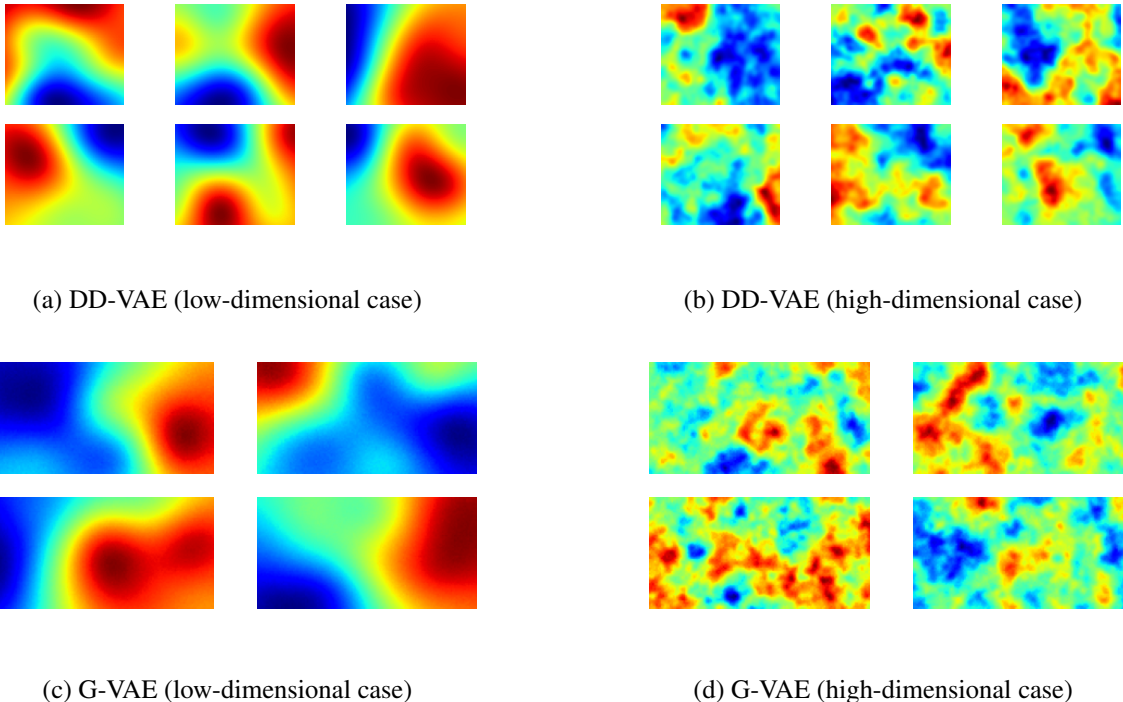 (a) DD-VAE (low-dimensional case)
(b) DD-VAE (high-dimensional case)
(c) G-VAE (low-dimensional case)
(d) G-VAE (high-dimensional case)